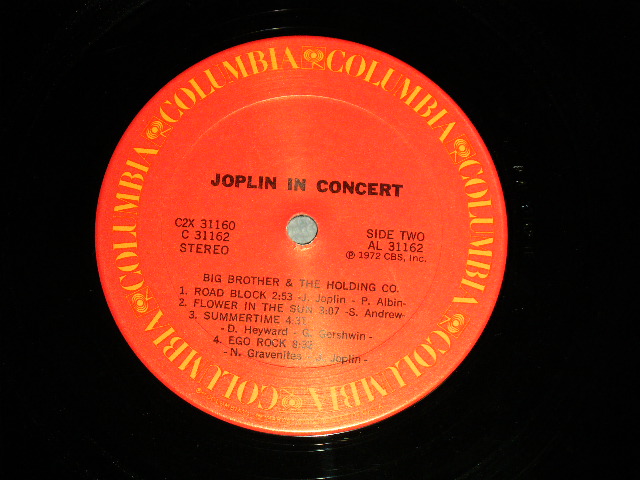 COLUMBIA COLUMBIA COLUMBIA COLUMBIA COLUMBIA COLUMBIA
JOPLIN IN CONCERT
C2X 31160
C 31162
STEREO
SIDE TWO
AL 31162
℗ 1972 CBS, Inc.
BIG BROTHER & THE HOLDING CO.
1. ROAD BLOCK 2:53 -J. Joplin - P. Albin-
2. FLOWER IN THE SUN 3:07 -S. Andrew-
3. SUMMERTIME 4:31
- D. Heyward - G. Gershwin -
4. EGO ROCK 8:32
- N. Gravenites - J. Joplin -